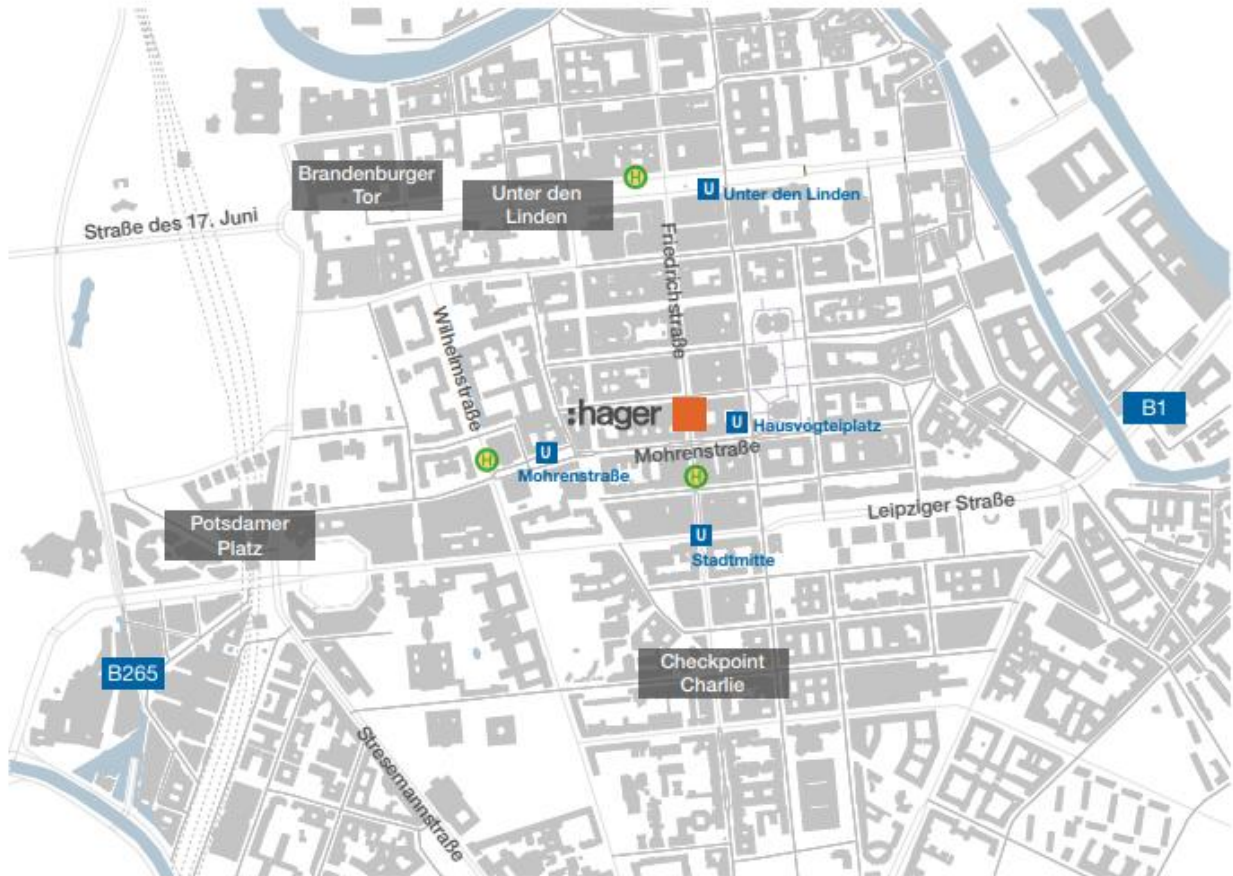 Brandenburger
Tor
Unter den
Linden
H
U Unter den Linden
Straße des 17. Juni
Friedrichstraße
Wilhelmstraße
:hager
U Hausvogteiplatz
B1
Mohrenstraße
H
U
Mohrenstraße
H
Leipziger Straße
Potsdamer
Platz
U
Stadtmitte
Checkpoint
Charlie
B265
Stresemannstraße